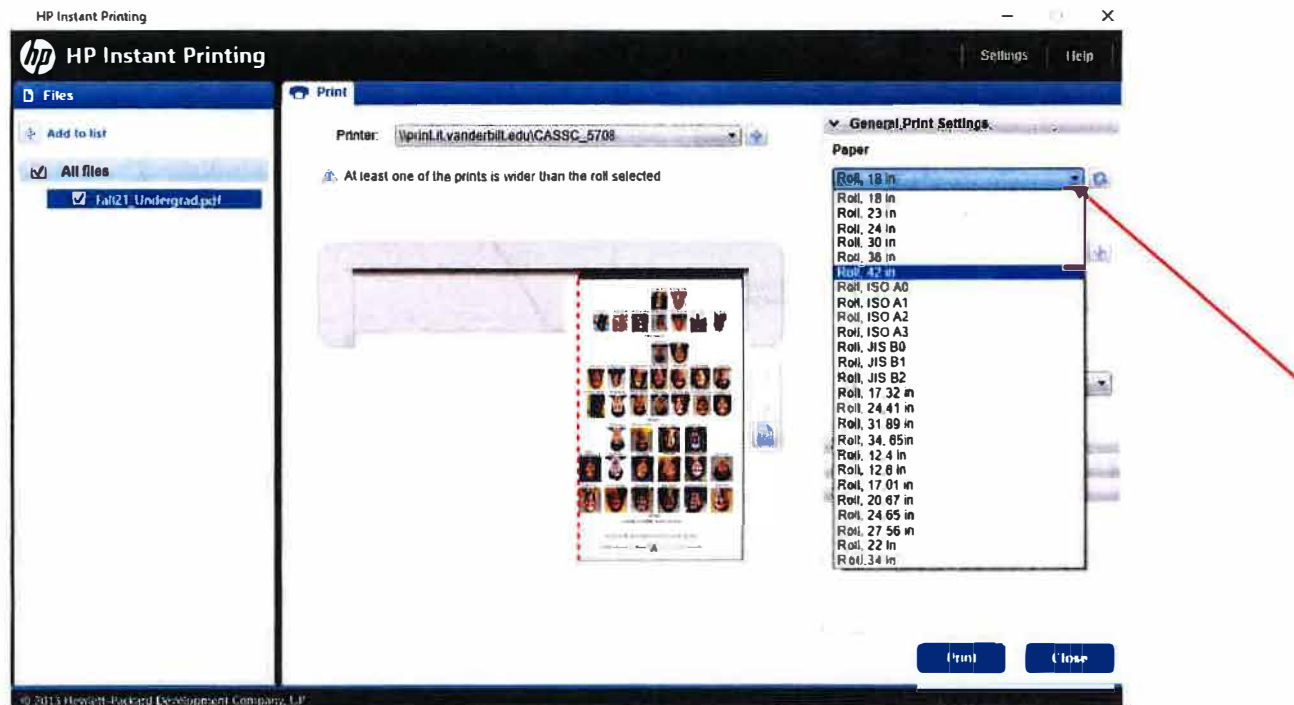 HP Instant Printing
hp HP Instant Printing
Settings Help
Files
Print
Add to list
All files
Fall21_Undergrad.pdf
Printer: \\print.it.vanderbilt.edu\CASSC_5708
At least one of the prints is wider than the roll selected
General Print Settings
Paper
Roll, 18 in
Roll, 18 in
Roll, 23 in
Roll, 24 in
Roll, 30 in
Roll, 36 in
Roll, 42 in
Roll, ISO A0
Roll, ISO A1
Roll, ISO A2
Roll, ISO A3
Roll, JIS B0
Roll, JIS B1
Roll, JIS B2
Roll, 17.32 in
Roll, 24.41 in
Roll, 31.89 in
Roll, 34.65in
Roll, 12.4 in
Roll, 12.6 in
Roll, 17.01 in
Roll, 20.67 in
Roll, 24.65 in
Roll, 27.56 in
Roll, 22 in
Roll,34 in
Print Close
© 2015 Hewlett-Packard Development Company, L.P.